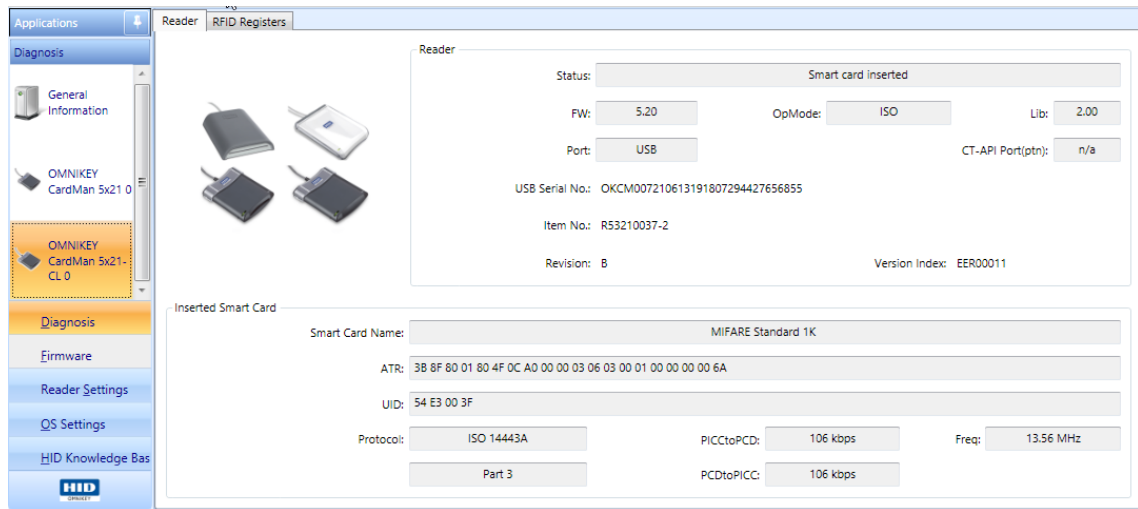 Applications
Diagnosis
General
Information
OMNIKEY
CardMan 5x21 0
OMNIKEY
CardMan 5x21-
CL 0
Diagnosis
Firmware
Reader Settings
OS Settings
HID Knowledge Bas
HID
OMNIKEY
Reader RFID Registers
Reader
Status: Smart card inserted
FW: 5.20 OpMode: ISO Lib: 2.00
Port: USB CT-API Port(ptn): n/a
USB Serial No.: OKCM007210613191807294427656855
Item No.: R53210037-2
Revision: B Version Index: EER00011
Inserted Smart Card
Smart Card Name: MIFARE Standard 1K
ATR: 3B 8F 80 01 80 4F 0C A0 00 00 03 06 03 00 01 00 00 00 00 6A
UID: 54 E3 00 3F
Protocol: ISO 14443A PICCtoPCD: 106 kbps Freq: 13.56 MHz
Part 3 PCDtoPICC: 106 kbps